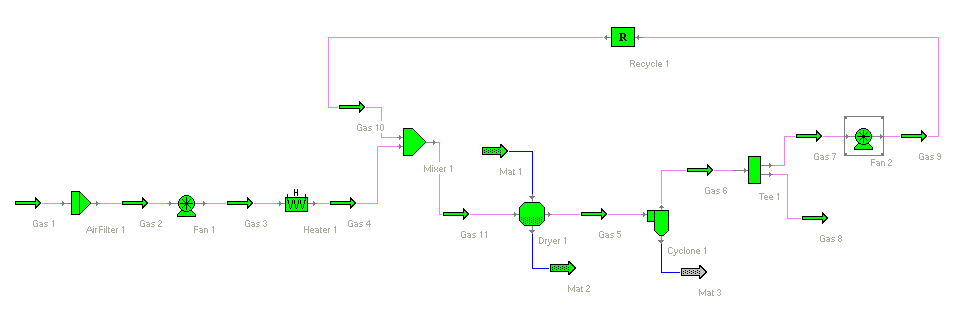 R
Recycle 1
Gas 10
Mixer 1
Mat 1
Gas 7
Fan 2
Gas 9
Gas 6
Tee 1
H
Gas 1
Air Filter 1
Gas 2
Fan 1
Gas 3
Heater 1
Gas 4
Gas 11
Dryer 1
Gas 5
Cyclone 1
Gas 8
Mat 2
Mat 3